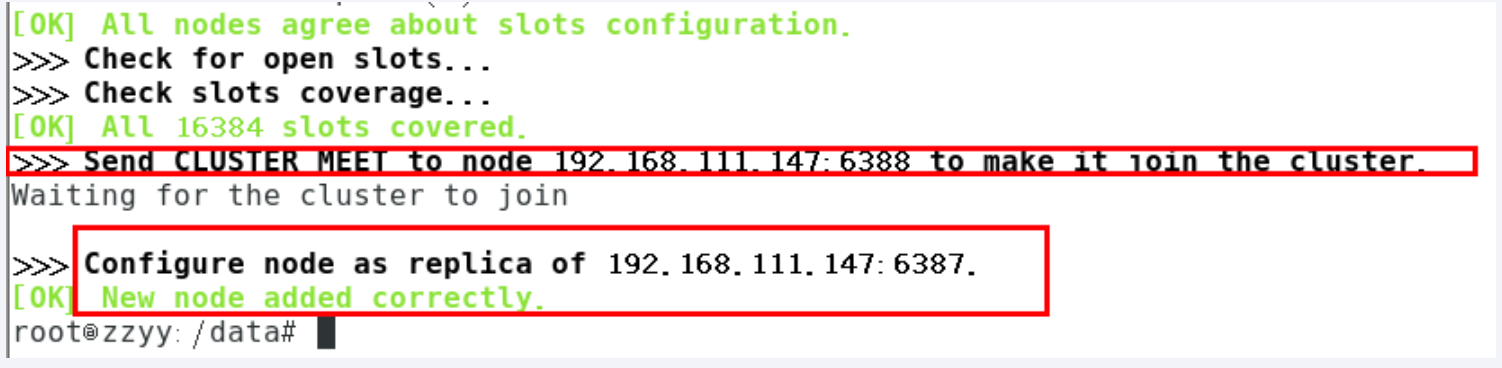 [OK] All nodes agree about slots configuration.
>>> Check for open slots...
>>> Check slots coverage...
[OK] All 16384 slots covered.
>>> Send CLUSTER MEET to node 192.168.111.147:6388 to make it join the cluster.
Waiting for the cluster to join
>>> Configure node as replica of 192.168.111.147:6387.
[OK] New node added correctly.
root@zzyy:/data#